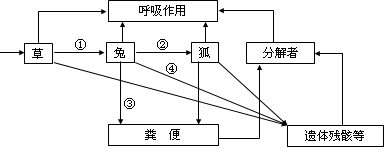 呼吸作用
草
①
兔
②
狐
分解者
④
③
粪 便
遗体残骸等